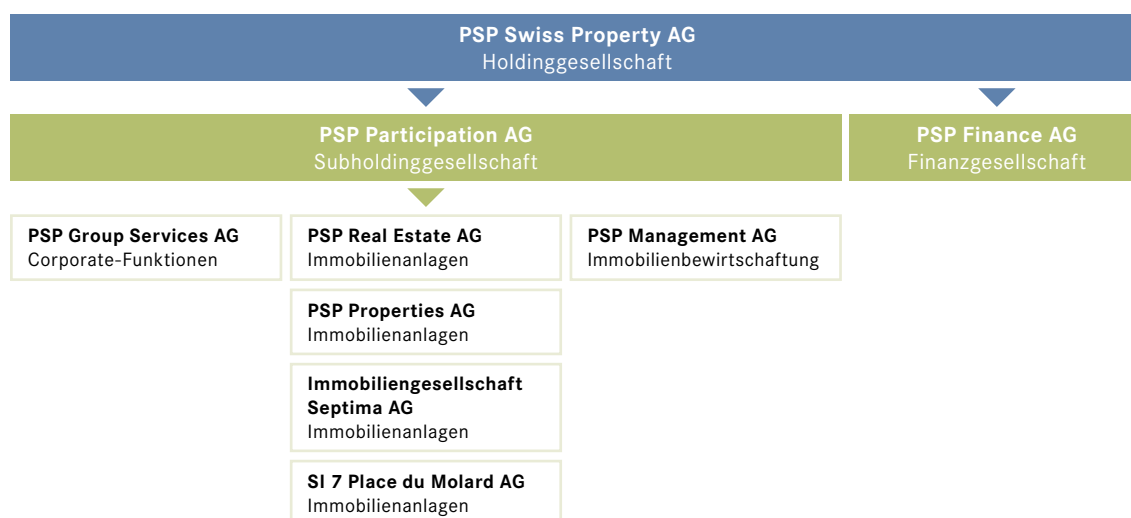 PSP Swiss Property AG
Holdinggesellschaft
PSP Participation AG
Subholdinggesellschaft
PSP Finance AG
Finanzgesellschaft
PSP Group Services AG
Corporate-Funktionen
PSP Real Estate AG
Immobilienanlagen
PSP Management AG
Immobilienbewirtschaftung
PSP Properties AG
Immobilienanlagen
Immobiliengesellschaft
Septima AG
Immobilienanlagen
SI 7 Place du Molard AG
Immobilienanlagen